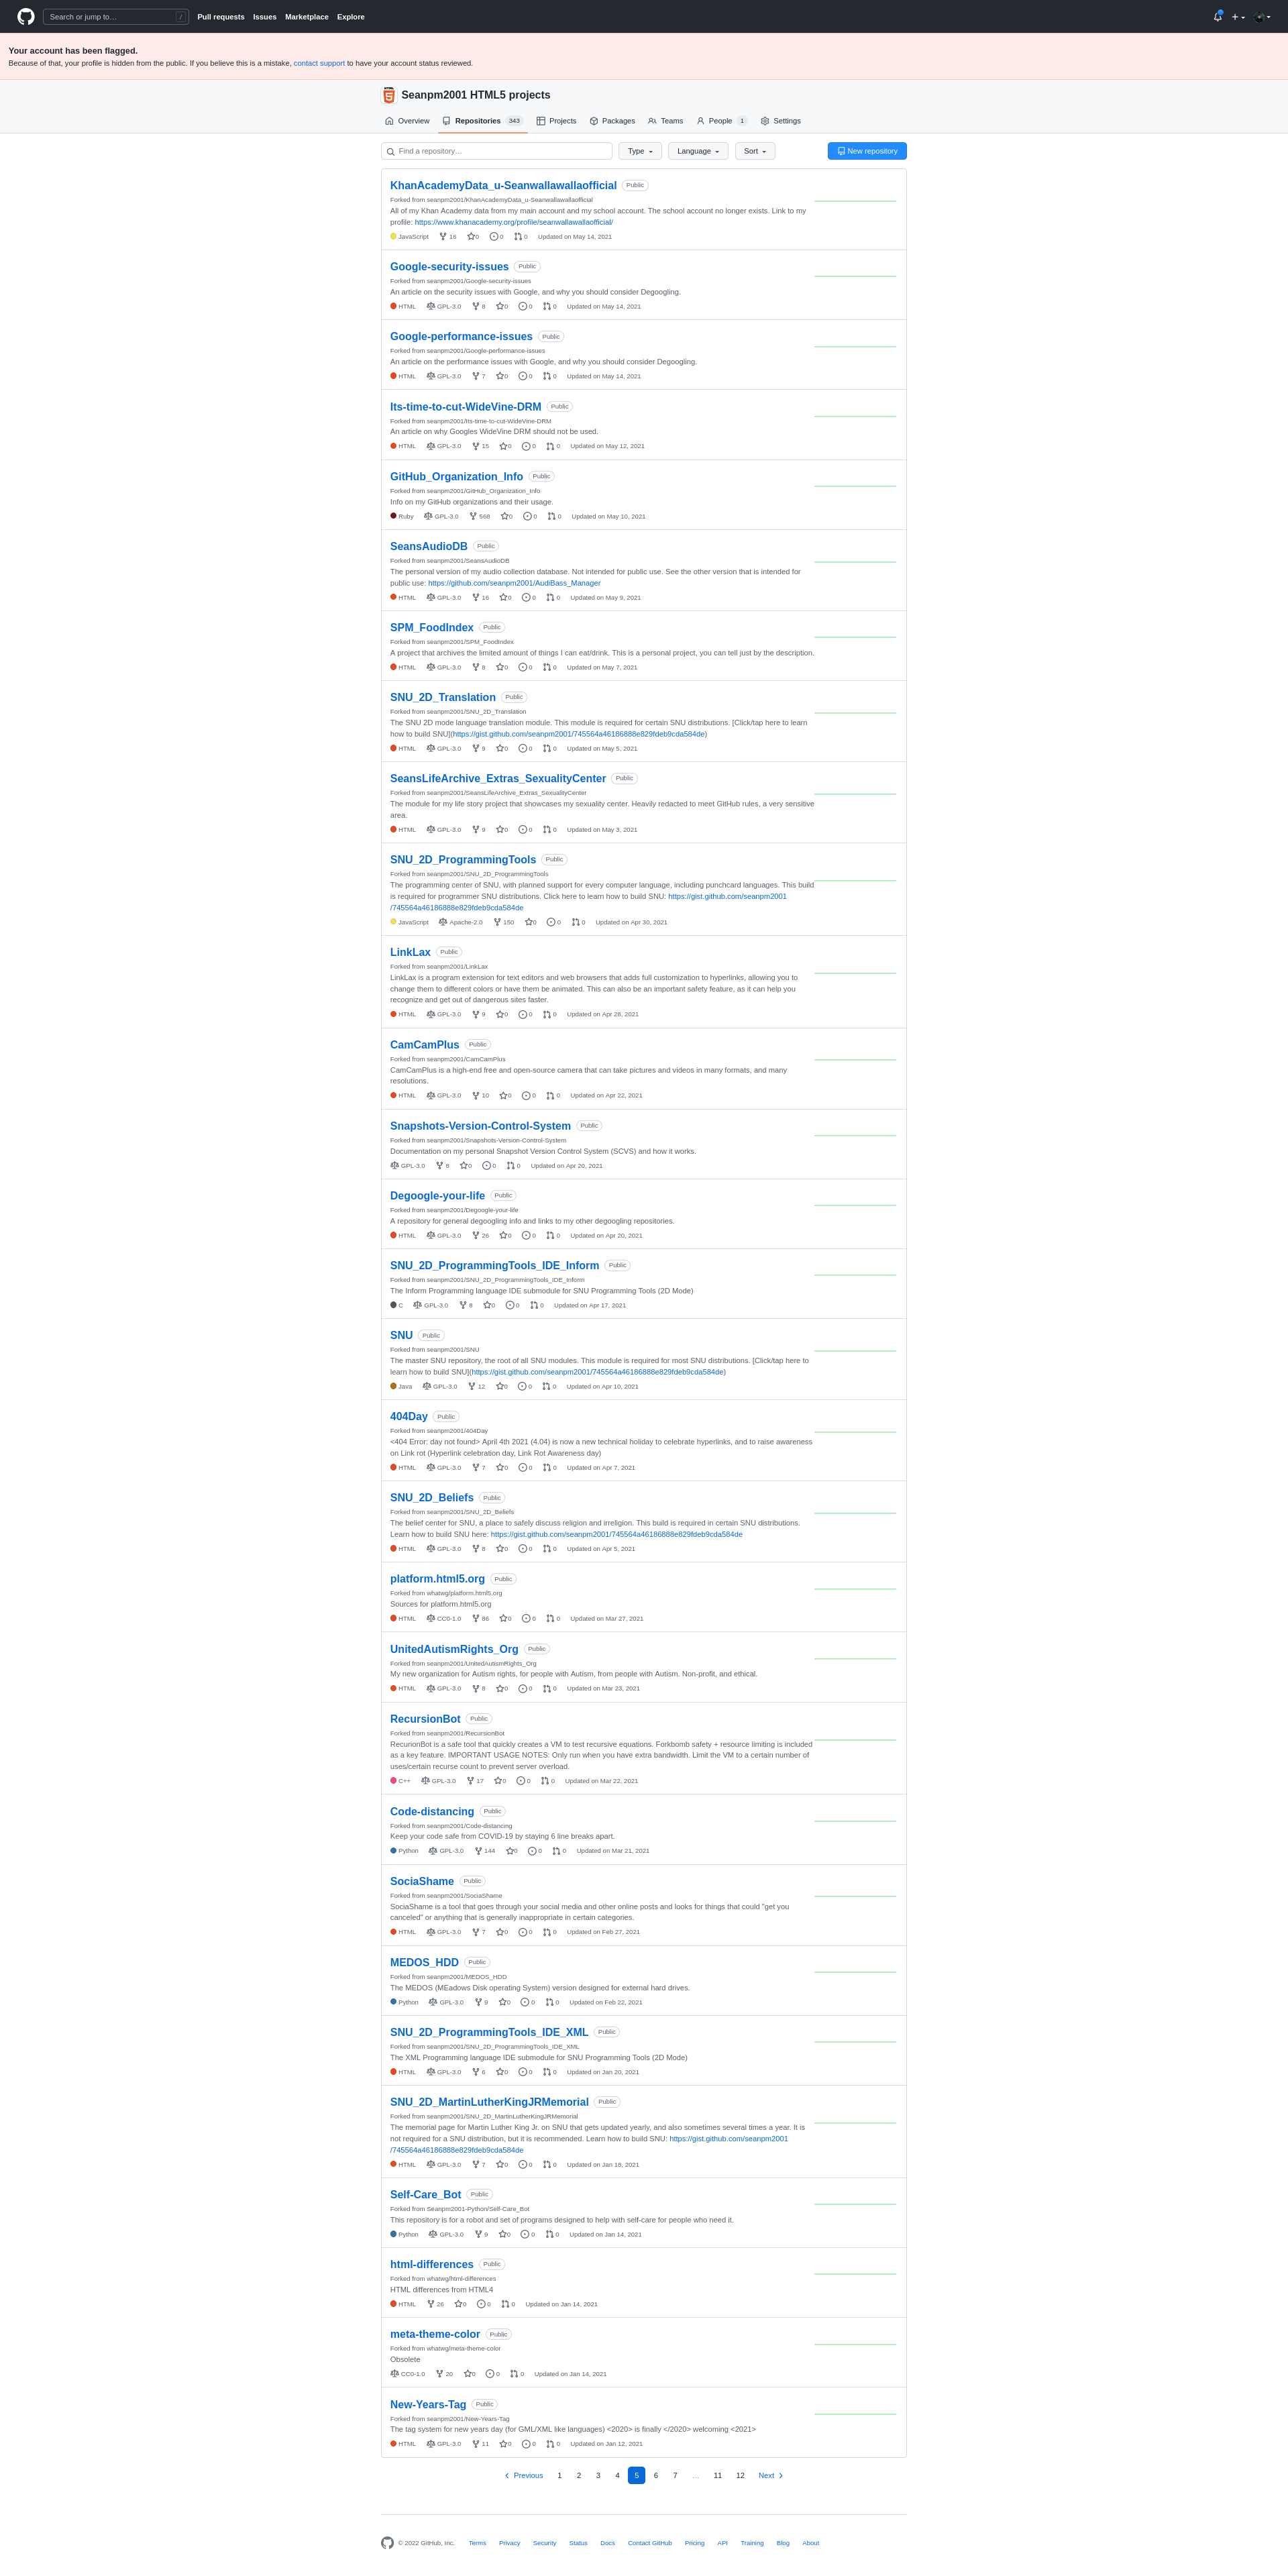 Search or jump to…
/
Pull requests Issues Marketplace Explore
Your account has been flagged.
Because of that, your profile is hidden from the public. If you believe this is a mistake, contact support to have your account status reviewed.
Seanpm2001 HTML5 projects
Overview Repositories 343 Projects Packages Teams People 1 Settings
Find a repository… Type Language Sort New repository
KhanAcademyData_u-Seanwallawallaofficial Public
Forked from seanpm2001/KhanAcademyData_u-Seanwallawallaofficial
All of my Khan Academy data from my main account and my school account. The school account no longer exists. Link to my
profile: https://www.khanacademy.org/profile/seanwallawallaofficial/
JavaScript 16 0 0 0 Updated on May 14, 2021
Google-security-issues Public
Forked from seanpm2001/Google-security-issues
An article on the security issues with Google, and why you should consider Degoogling.
HTML GPL-3.0 8 0 0 0 Updated on May 14, 2021
Google-performance-issues Public
Forked from seanpm2001/Google-performance-issues
An article on the performance issues with Google, and why you should consider Degoogling.
HTML GPL-3.0 7 0 0 0 Updated on May 14, 2021
Its-time-to-cut-WideVine-DRM Public
Forked from seanpm2001/Its-time-to-cut-WideVine-DRM
An article on why Googles WideVine DRM should not be used.
HTML GPL-3.0 15 0 0 0 Updated on May 12, 2021
GitHub_Organization_Info Public
Forked from seanpm2001/GitHub_Organization_Info
Info on my GitHub organizations and their usage.
Ruby GPL-3.0 568 0 0 0 Updated on May 10, 2021
SeansAudioDB Public
Forked from seanpm2001/SeansAudioDB
The personal version of my audio collection database. Not intended for public use. See the other version that is intended for
public use: https://github.com/seanpm2001/AudiBass_Manager
HTML GPL-3.0 16 0 0 0 Updated on May 9, 2021
SPM_FoodIndex Public
Forked from seanpm2001/SPM_FoodIndex
A project that archives the limited amount of things I can eat/drink. This is a personal project, you can tell just by the description.
HTML GPL-3.0 8 0 0 0 Updated on May 7, 2021
SNU_2D_Translation Public
Forked from seanpm2001/SNU_2D_Translation
The SNU 2D mode language translation module. This module is required for certain SNU distributions. [Click/tap here to learn
how to build SNU](https://gist.github.com/seanpm2001/745564a46186888e829fdeb9cda584de)
HTML GPL-3.0 9 0 0 0 Updated on May 5, 2021
SeansLifeArchive_Extras_SexualityCenter Public
Forked from seanpm2001/SeansLifeArchive_Extras_SexualityCenter
The module for my life story project that showcases my sexuality center. Heavily redacted to meet GitHub rules, a very sensitive
area.
HTML GPL-3.0 9 0 0 0 Updated on May 3, 2021
SNU_2D_ProgrammingTools Public
Forked from seanpm2001/SNU_2D_ProgrammingTools
The programming center of SNU, with planned support for every computer language, including punchcard languages. This build
is required for programmer SNU distributions. Click here to learn how to build SNU: https://gist.github.com/seanpm2001
/745564a46186888e829fdeb9cda584de
JavaScript Apache-2.0 150 0 0 0 Updated on Apr 30, 2021
LinkLax Public
Forked from seanpm2001/LinkLax
LinkLax is a program extension for text editors and web browsers that adds full customization to hyperlinks, allowing you to
change them to different colors or have them be animated. This can also be an important safety feature, as it can help you
recognize and get out of dangerous sites faster.
HTML GPL-3.0 9 0 0 0 Updated on Apr 28, 2021
CamCamPlus Public
Forked from seanpm2001/CamCamPlus
CamCamPlus is a high-end free and open-source camera that can take pictures and videos in many formats, and many
resolutions.
HTML GPL-3.0 10 0 0 0 Updated on Apr 22, 2021
Snapshots-Version-Control-System Public
Forked from seanpm2001/Snapshots-Version-Control-System
Documentation on my personal Snapshot Version Control System (SCVS) and how it works.
GPL-3.0 8 0 0 0 Updated on Apr 20, 2021
Degoogle-your-life Public
Forked from seanpm2001/Degoogle-your-life
A repository for general degoogling info and links to my other degoogling repositories.
HTML GPL-3.0 26 0 0 0 Updated on Apr 20, 2021
SNU_2D_ProgrammingTools_IDE_Inform Public
Forked from seanpm2001/SNU_2D_ProgrammingTools_IDE_Inform
The Inform Programming language IDE submodule for SNU Programming Tools (2D Mode)
C GPL-3.0 8 0 0 0 Updated on Apr 17, 2021
SNU Public
Forked from seanpm2001/SNU
The master SNU repository, the root of all SNU modules. This module is required for most SNU distributions. [Click/tap here to
learn how to build SNU](https://gist.github.com/seanpm2001/745564a46186888e829fdeb9cda584de)
Java GPL-3.0 12 0 0 0 Updated on Apr 10, 2021
404Day Public
Forked from seanpm2001/404Day
<404 Error: day not found> April 4th 2021 (4.04) is now a new technical holiday to celebrate hyperlinks, and to raise awareness
on Link rot (Hyperlink celebration day, Link Rot Awareness day)
HTML GPL-3.0 7 0 0 0 Updated on Apr 7, 2021
SNU_2D_Beliefs Public
Forked from seanpm2001/SNU_2D_Beliefs
The belief center for SNU, a place to safely discuss religion and irreligion. This build is required in certain SNU distributions.
Learn how to build SNU here: https://gist.github.com/seanpm2001/745564a46186888e829fdeb9cda584de
HTML GPL-3.0 8 0 0 0 Updated on Apr 5, 2021
platform.html5.org Public
Forked from whatwg/platform.html5.org
Sources for platform.html5.org
HTML CC0-1.0 86 0 0 0 Updated on Mar 27, 2021
UnitedAutismRights_Org Public
Forked from seanpm2001/UnitedAutismRights_Org
My new organization for Autism rights, for people with Autism, from people with Autism. Non-profit, and ethical.
HTML GPL-3.0 8 0 0 0 Updated on Mar 23, 2021
RecursionBot Public
Forked from seanpm2001/RecursionBot
RecurionBot is a safe tool that quickly creates a VM to test recursive equations. Forkbomb safety + resource limiting is included
as a key feature. IMPORTANT USAGE NOTES: Only run when you have extra bandwidth. Limit the VM to a certain number of
uses/certain recurse count to prevent server overload.
C++ GPL-3.0 17 0 0 0 Updated on Mar 22, 2021
Code-distancing Public
Forked from seanpm2001/Code-distancing
Keep your code safe from COVID-19 by staying 6 line breaks apart.
Python GPL-3.0 144 0 0 0 Updated on Mar 21, 2021
SociaShame Public
Forked from seanpm2001/SociaShame
SociaShame is a tool that goes through your social media and other online posts and looks for things that could "get you
canceled" or anything that is generally inappropriate in certain categories.
HTML GPL-3.0 7 0 0 0 Updated on Feb 27, 2021
MEDOS_HDD Public
Forked from seanpm2001/MEDOS_HDD
The MEDOS (MEadows Disk operating System) version designed for external hard drives.
Python GPL-3.0 9 0 0 0 Updated on Feb 22, 2021
SNU_2D_ProgrammingTools_IDE_XML Public
Forked from seanpm2001/SNU_2D_ProgrammingTools_IDE_XML
The XML Programming language IDE submodule for SNU Programming Tools (2D Mode)
HTML GPL-3.0 6 0 0 0 Updated on Jan 20, 2021
SNU_2D_MartinLutherKingJRMemorial Public
Forked from seanpm2001/SNU_2D_MartinLutherKingJRMemorial
The memorial page for Martin Luther King Jr. on SNU that gets updated yearly, and also sometimes several times a year. It is
not required for a SNU distribution, but it is recommended. Learn how to build SNU: https://gist.github.com/seanpm2001
/745564a46186888e829fdeb9cda584de
HTML GPL-3.0 7 0 0 0 Updated on Jan 18, 2021
Self-Care_Bot Public
Forked from Seanpm2001-Python/Self-Care_Bot
This repository is for a robot and set of programs designed to help with self-care for people who need it.
Python GPL-3.0 9 0 0 0 Updated on Jan 14, 2021
html-differences Public
Forked from whatwg/html-differences
HTML differences from HTML4
HTML 26 0 0 0 Updated on Jan 14, 2021
meta-theme-color Public
Forked from whatwg/meta-theme-color
Obsolete
CC0-1.0 20 0 0 0 Updated on Jan 14, 2021
New-Years-Tag Public
Forked from seanpm2001/New-Years-Tag
The tag system for new years day (for GML/XML like languages) <2020> is finally </2020> welcoming <2021>
HTML GPL-3.0 11 0 0 0 Updated on Jan 12, 2021
Previous 1 2 3 4 5 6 7 … 11 12 Next
© 2022 GitHub, Inc. Terms Privacy Security Status Docs Contact GitHub Pricing API Training Blog About